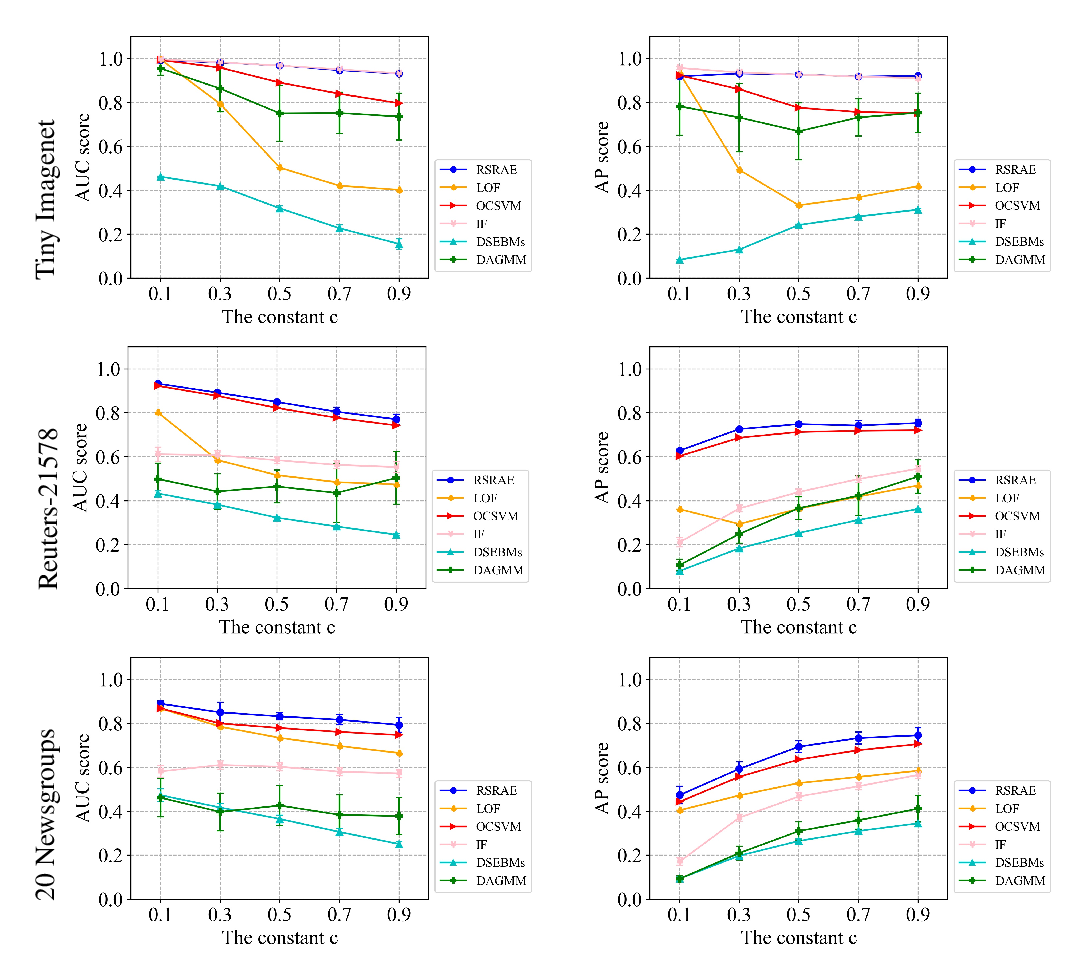 Tiny Imagenet
AUC score
1.0
0.8
0.6
0.4
0.2
0.0
0.1 0.3 0.5 0.7 0.9
The constant c
RSRAE
LOF
OCSVM
IF
DSEBMs
DAGMM
AP score
1.0
0.8
0.6
0.4
0.2
0.0
0.1 0.3 0.5 0.7 0.9
The constant c
RSRAE
LOF
OCSVM
IF
DSEBMs
DAGMM
Reuters-21578
AUC score
1.0
0.8
0.6
0.4
0.2
0.0
0.1 0.3 0.5 0.7 0.9
The constant c
RSRAE
LOF
OCSVM
IF
DSEBMs
DAGMM
AP score
1.0
0.8
0.6
0.4
0.2
0.0
0.1 0.3 0.5 0.7 0.9
The constant c
RSRAE
LOF
OCSVM
IF
DSEBMs
DAGMM
20 Newsgroups
AUC score
1.0
0.8
0.6
0.4
0.2
0.0
0.1 0.3 0.5 0.7 0.9
The constant c
RSRAE
LOF
OCSVM
IF
DSEBMs
DAGMM
AP score
1.0
0.8
0.6
0.4
0.2
0.0
0.1 0.3 0.5 0.7 0.9
The constant c
RSRAE
LOF
OCSVM
IF
DSEBMs
DAGMM